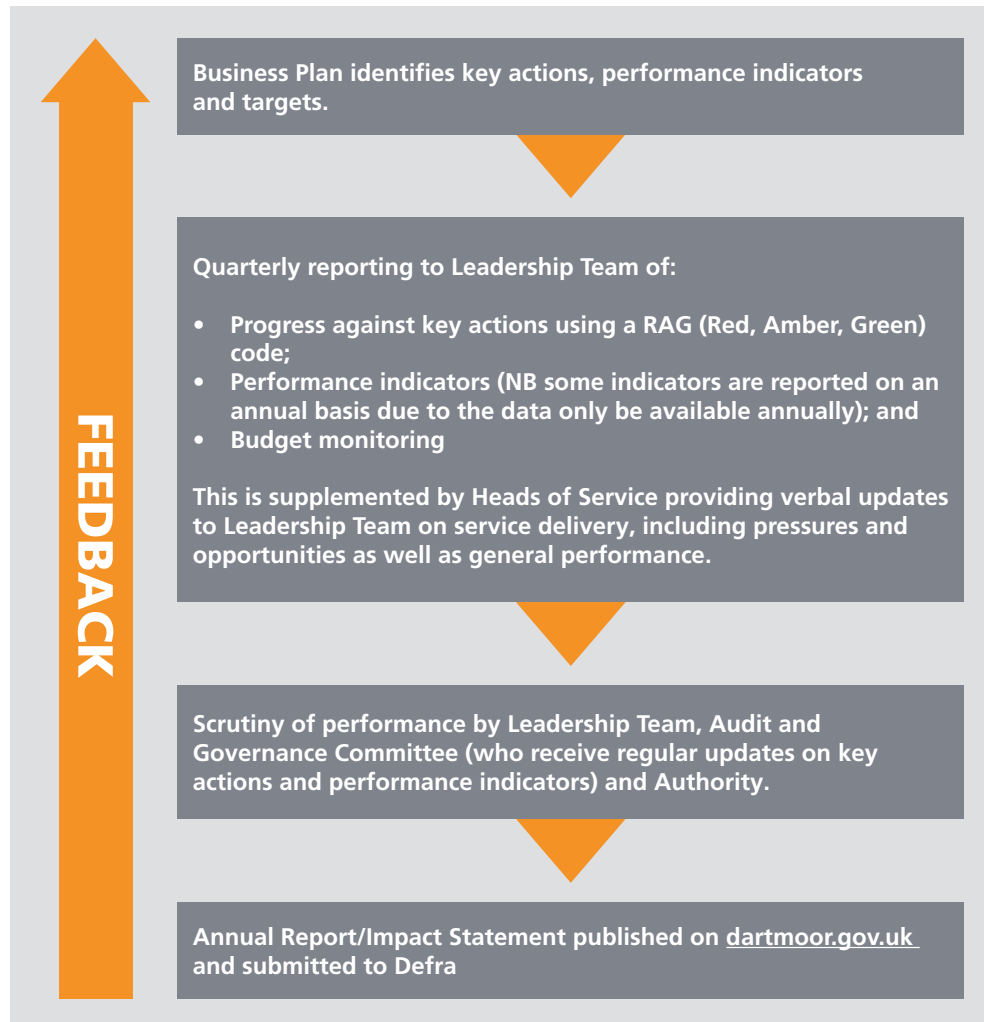 Business Plan identifies key actions, performance indicators
and targets.
Quarterly reporting to Leadership Team of:
• Progress against key actions using a RAG (Red, Amber, Green)
code;
• Performance indicators (NB some indicators are reported on an
annual basis due to the data only be available annually); and
• Budget monitoring
This is supplemented by Heads of Service providing verbal updates
to Leadership Team on service delivery, including pressures and
opportunities as well as general performance.
Scrutiny of performance by Leadership Team, Audit and
Governance Committee (who receive regular updates on key
actions and performance indicators) and Authority.
Annual Report/Impact Statement published on dartmoor.gov.uk
and submitted to Defra
FEEDBACK